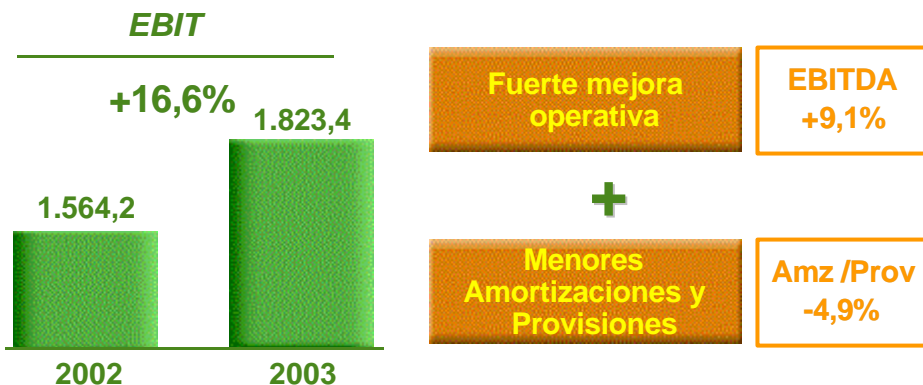 EBIT
+16,6%
1.564,2
1.823,4
2002
2003
Fuerte mejora
operativa
EBITDA
+9,1%
+
Menores
Amortizaciones y
Provisiones
Amz /Prov
-4,9%